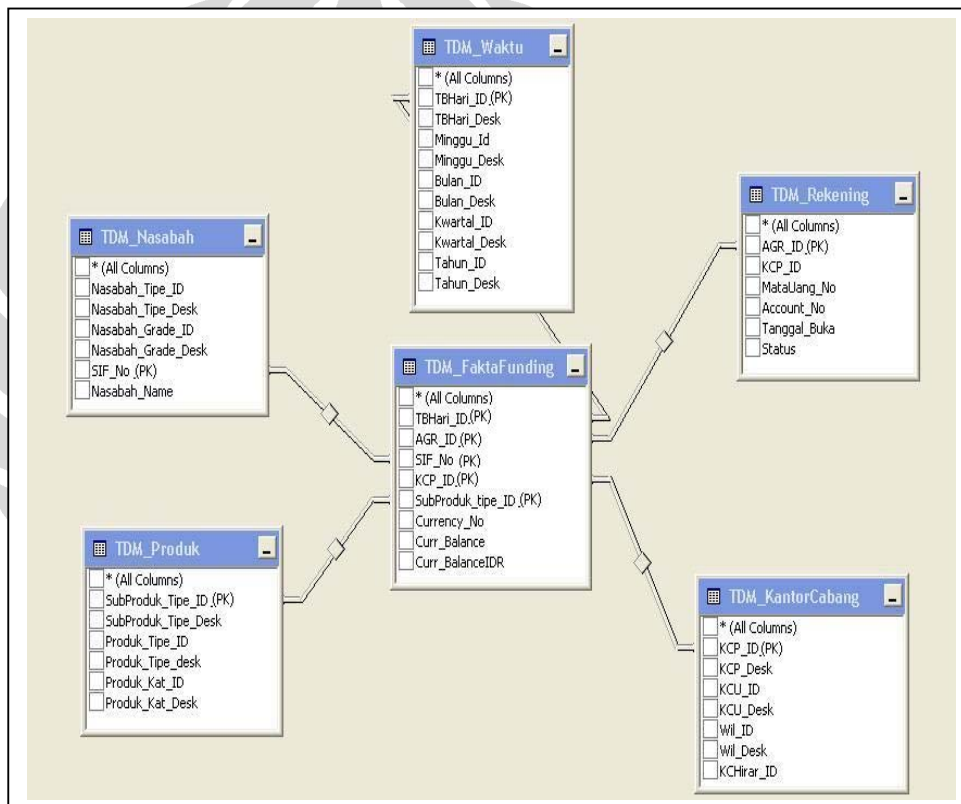 TDM_Waktu
* (All Columns)
TBHari_ID (PK)
TBHari_Desk
Minggu_Id
Minggu_Desk
Bulan_ID
Bulan_Desk
Kwartal_ID
Kwartal_Desk
Tahun_ID
Tahun_Desk
TDM_Nasabah
* (All Columns)
Nasabah_Tipe_ID
Nasabah_Tipe_Desk
Nasabah_Grade_ID
Nasabah_Grade_Desk
SIF_No (PK)
Nasabah_Name
TDM_Rekening
* (All Columns)
AGR_ID (PK)
KCP_ID
MataUang_No
Account_No
Tanggal_Buka
Status
TDM_FaktaFunding
* (All Columns)
TBHari_ID (PK)
AGR_ID (PK)
SIF_No (PK)
KCP_ID (PK)
SubProduk_tipe_ID (PK)
Currency_No
Curr_Balance
Curr_BalanceIDR
TDM_Produk
* (All Columns)
SubProduk_Tipe_ID (PK)
SubProduk_Tipe_Desk
Produk_Tipe_ID
Produk_Tipe_desk
Produk_Kat_ID
Produk_Kat_Desk
TDM_KantorCabang
* (All Columns)
KCP_ID (PK)
KCP_Desk
KCU_ID
KCU_Desk
Wil_ID
Wil_Desk
KCHirar_ID